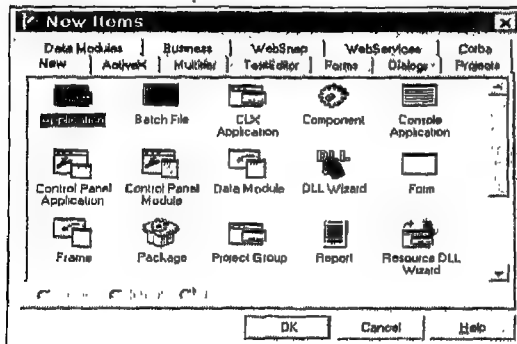 New Items
Data Modules Business WebSnap WebServices Corba
New ActiveX Multitier TextEditor Forms Dialogs Projects
Application Batch File CLX Application Component Console Application
Control Panel Application Control Panel Module Data Module DLL Wizard Form
Frame Package Project Group Report Resource DLL Wizard
OK Cancel Help